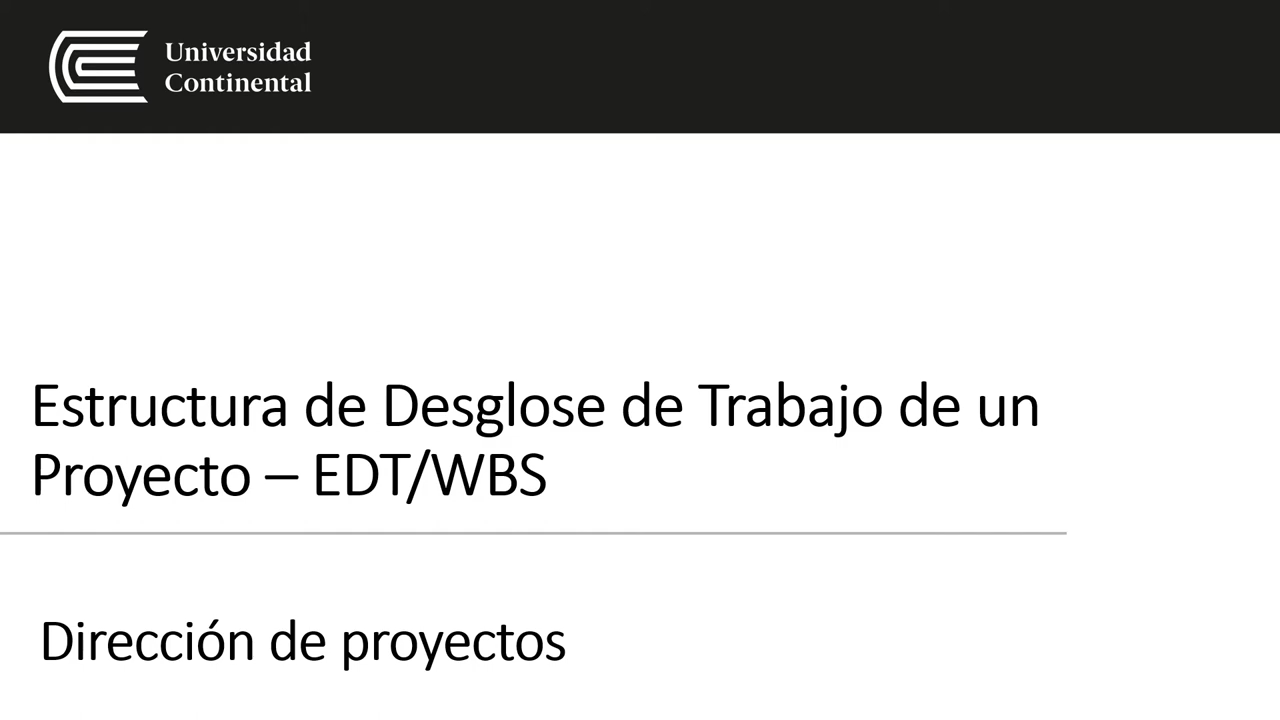 Universidad
Continental
Estructura de Desglose de Trabajo de un
Proyecto – EDT/WBS
Dirección de proyectos